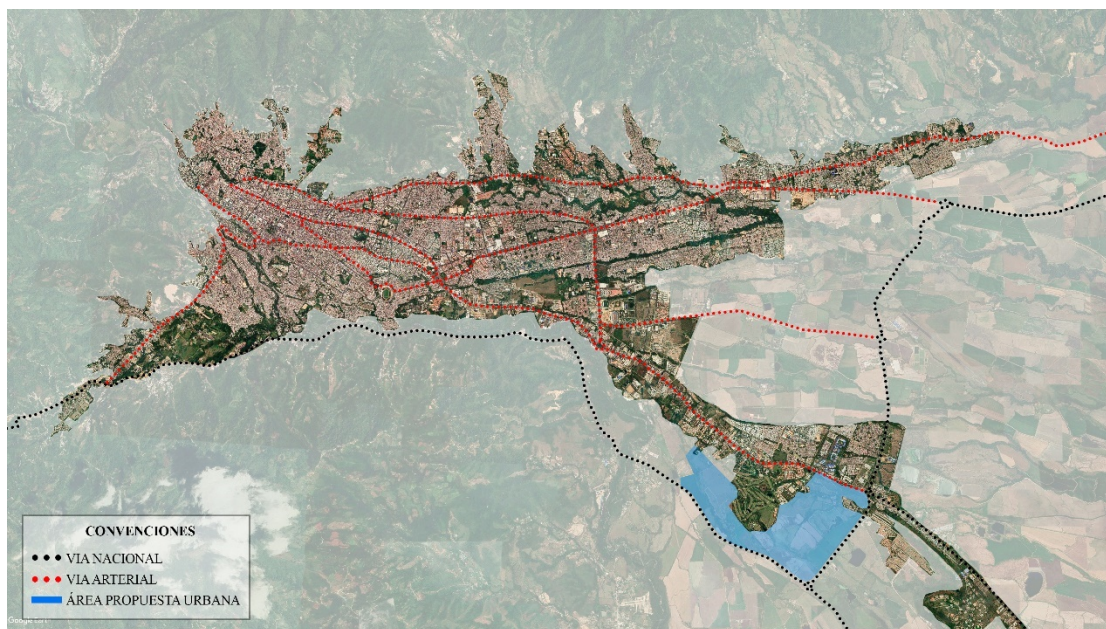 CONVENCIONES
VIA NACIONAL
VIA ARTERIAL
ÁREA PROPUESTA URBANA